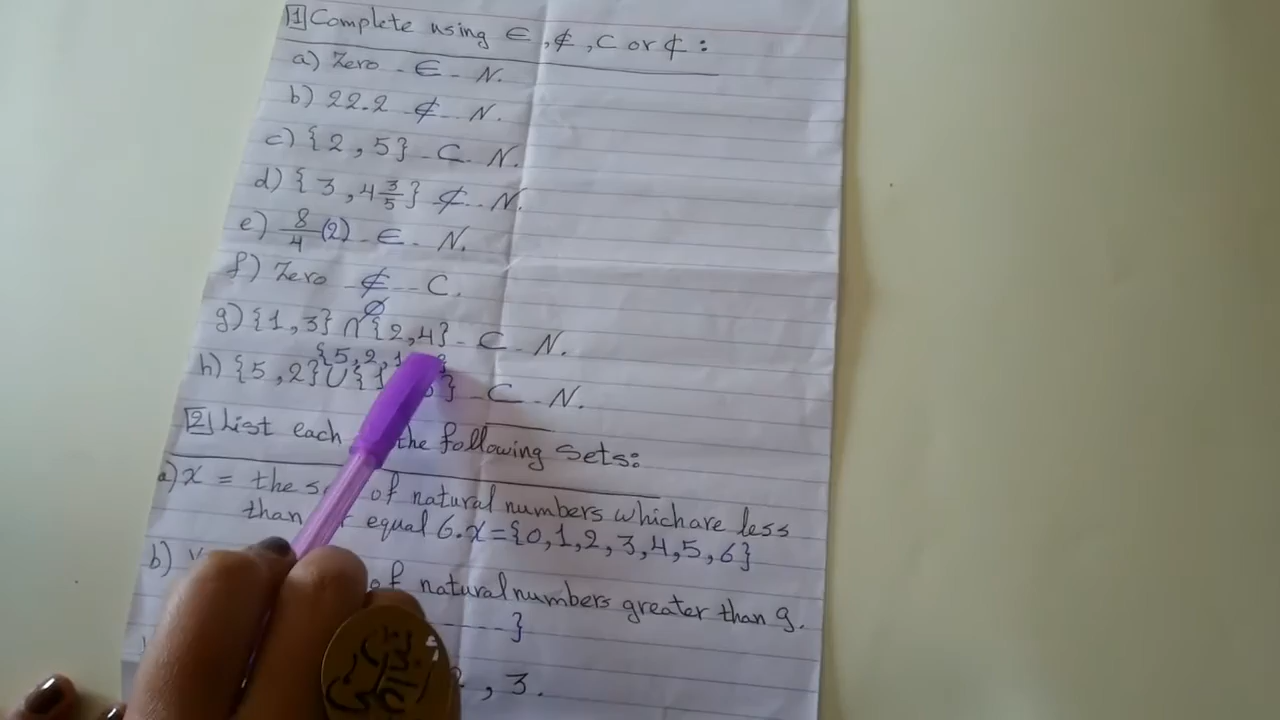 1 Complete using ∈, ∉, ⊂ or ⊄ :
a) Zero - ∈ - N.
b) 22.2 - ∉ - N.
c) {2, 5} - ⊂ - N.
d) {3, 4 3/5} ⊄ - N.
e) 8/4 (2) - ∈ - N.
f) Zero - ∉ - C.
∅
g) {1, 3} ∩ {2, 4} - ⊂ - N.
{5, 2, 1
h) {5, 2} ∪ { } - ⊂ - N.
2 List each the following sets:
a) X = the of natural numbers which are less
than equal 6. X = {0, 1, 2, 3, 4, 5, 6}
b) of natural numbers greater than 9.
- - - - - }
, 3.